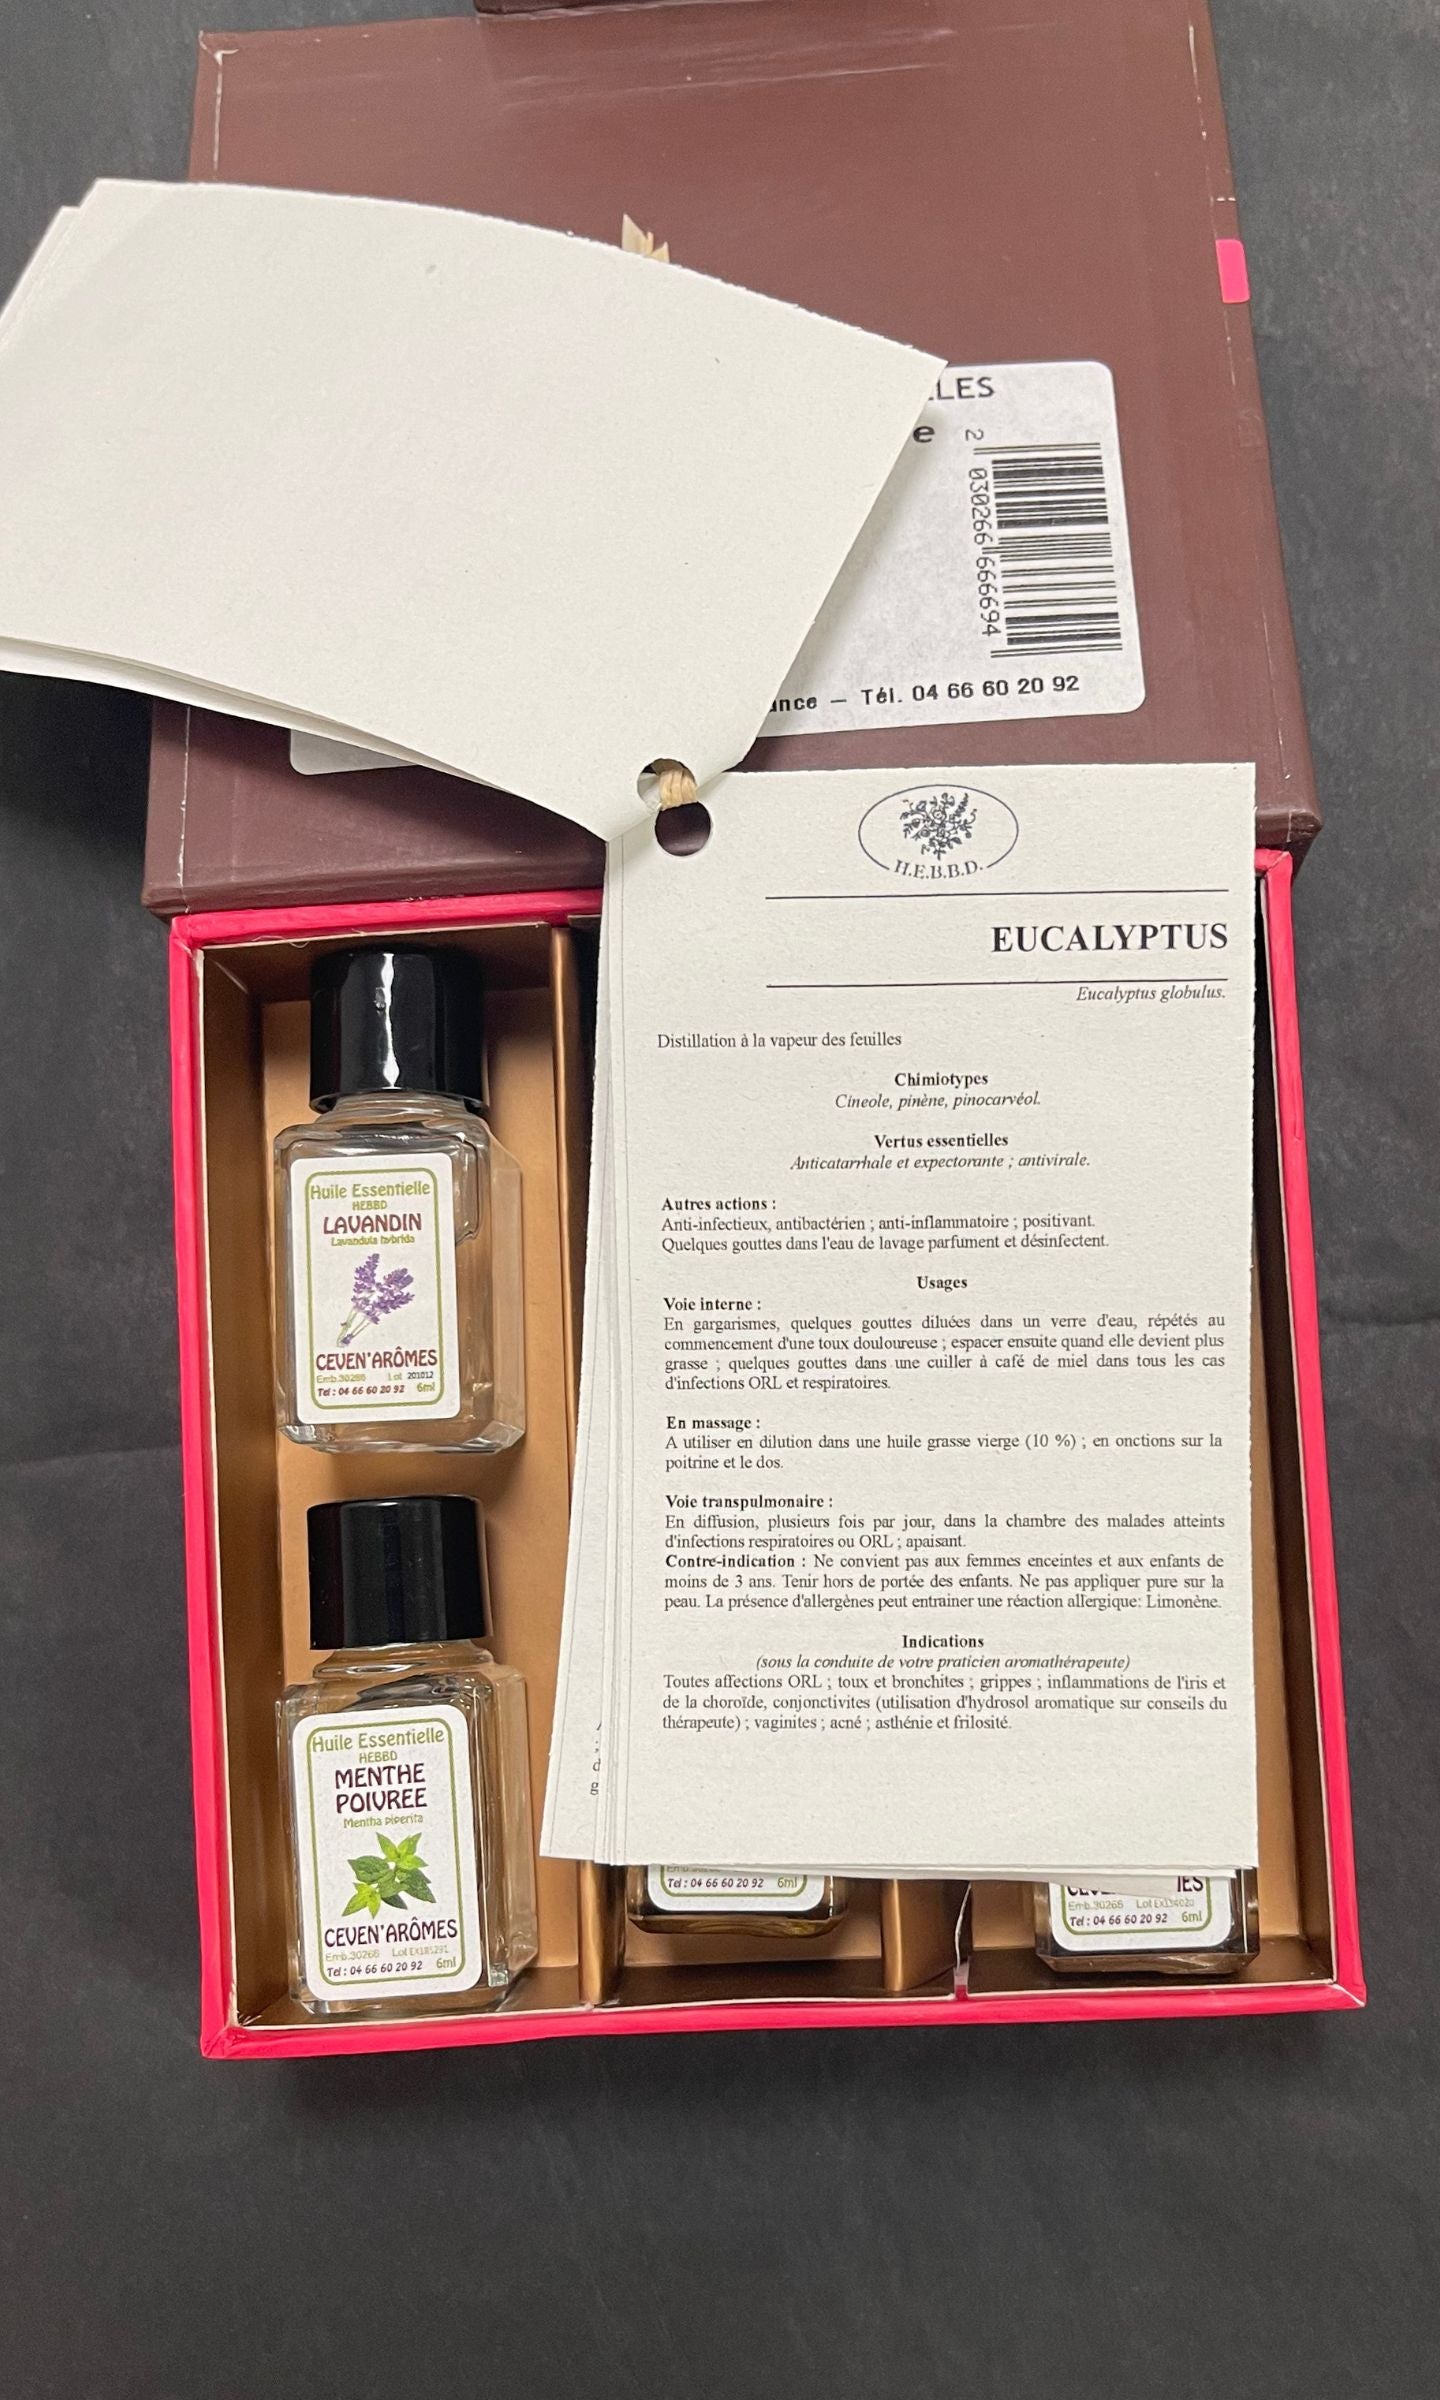 LLES
e
2 030266 666694
nce – Tél. 04 66 60 20 92
H.E.B.B.D.
EUCALYPTUS
Eucalyptus globulus.
Distillation à la vapeur des feuilles
Chimiotypes
Cineole, pinène, pinocarvéol.
Vertus essentielles
Anticatarrhale et expectorante ; antivirale.
Autres actions :
Anti-infectieux, antibactérien ; anti-inflammatoire ; positivant.
Quelques gouttes dans l'eau de lavage parfument et désinfectent.
Usages
Voie interne :
En gargarismes, quelques gouttes diluées dans un verre d'eau, répétés au
commencement d'une toux douloureuse ; espacer ensuite quand elle devient plus
grasse ; quelques gouttes dans une cuiller à café de miel dans tous les cas
d'infections ORL et respiratoires.
En massage :
A utiliser en dilution dans une huile grasse vierge (10 %) ; en onctions sur la
poitrine et le dos.
Voie transpulmonaire :
En diffusion, plusieurs fois par jour, dans la chambre des malades atteints
d'infections respiratoires ou ORL ; apaisant.
Contre-indication : Ne convient pas aux femmes enceintes et aux enfants de
moins de 3 ans. Tenir hors de portée des enfants. Ne pas appliquer pure sur la
peau. La présence d'allergènes peut entrainer une réaction allergique: Limonène.
Indications
(sous la conduite de votre praticien aromathérapeute)
Toutes affections ORL ; toux et bronchites ; grippes ; inflammations de l'iris et
de la choroïde, conjonctivites (utilisation d'hydrosol aromatique sur conseils du
thérapeute) ; vaginites ; acné ; asthénie et frilosité.
Huile Essentielle
HEBBD
LAVANDIN
Lavandula hybrida
CEVEN'ARÔMES
Emb.30266 Lot 201012
Tel : 04 66 60 20 92 6ml
Huile Essentielle
HEBBD
MENTHE
POIVREE
Mentha piperita
CEVEN'ARÔMES
Emb.30266 Lot EX185291
Tel : 04 66 60 20 92 6ml
Tel : 04 66 60 20 92 6ml
Emb.30266 Lot
Tel : 04 66 60 20 92 6ml